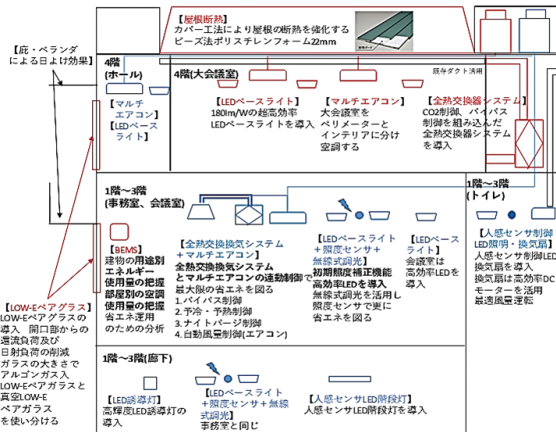 【屋根断熱】
カバー工法により屋根の断熱を強化する
ビーズ法ポリスチレンフォーム22mm
【庇・ベランダ
による日よけ効果】
4階
(ホール)
【マルチ
エアコン】
【LEDベース
ライト】
4階(大会議室)
既存ダクト活用
【LEDベースライト】
180lm/Wの超高効率
LEDベースライトを導入
【マルチエアコン】
大会議室を
ペリメーターと
インテリアに分け
空調する
【全熱交換器システム】
CO2制御、バイパス
制御を組み込んだ
全熱交換器システム
を導入
1階～3階
(事務室、会議室)
【BEMS】
建物の用途別
エネルギー
使用量の把握
部屋別の空調
使用量の把握
省エネ運用
のための分析
【全熱交換換気システム
+マルチエアコン】
全熱交換換気システム
とマルチエアコンの連動制御で
最大限の省エネを図る
1.バイパス制御
2.予冷・予熱制御
3.ナイトパージ制御
4.自動風量制御(エアコン)
【LEDベースライト
+照度センサ+
無線式調光】
初期照度補正機能
高効率LEDを導入
無線式調光を活用し
照度センサで更に
省エネを図る
【LEDベース
ライト】
会議室は
高効率LEDを
導入
1階～3階
(トイレ)
【人感センサ制御
LED照明・換気扇】
人感センサ制御LED
換気扇を導入
換気扇は高効率DC
モーターを活用
最適風量運転
【LOW-Eペアグラス】
LOW-Eペアグラスの
導入 開口部からの
還流負荷及び
日射負荷の削減
ガラスの大きさで
アルゴンガス入
LOW-Eペアガラスと
真空LOW-E
ペアガラス
を使い分ける
1階～3階(廊下)
【LED誘導灯】
高輝度LED誘導灯の
導入
【LEDベースライト
+照度センサ+無線
式調光】
事務室と同じ
【人感センサLED階段灯】
人感センサLED階段灯を導入